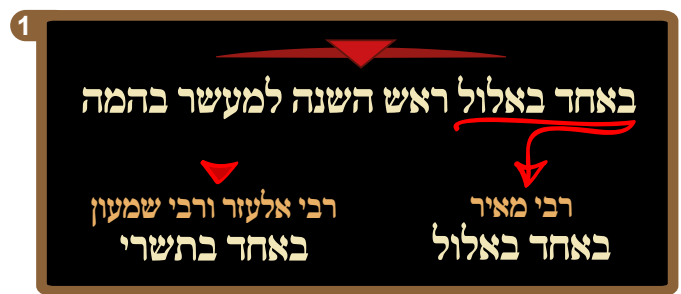 1
באחד באלול ראש השנה למעשר בהמה
רבי מאיר
באחד באלול
רבי אלעזר ורבי שמעון
באחד בתשרי